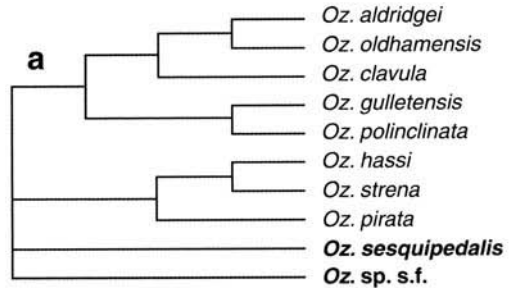 a
Oz. aldridgei
Oz. oldhamensis
Oz. clavula
Oz. gulletensis
Oz. polinclinata
Oz. hassi
Oz. strena
Oz. pirata
Oz. sesquipedalis
Oz. sp. s.f.